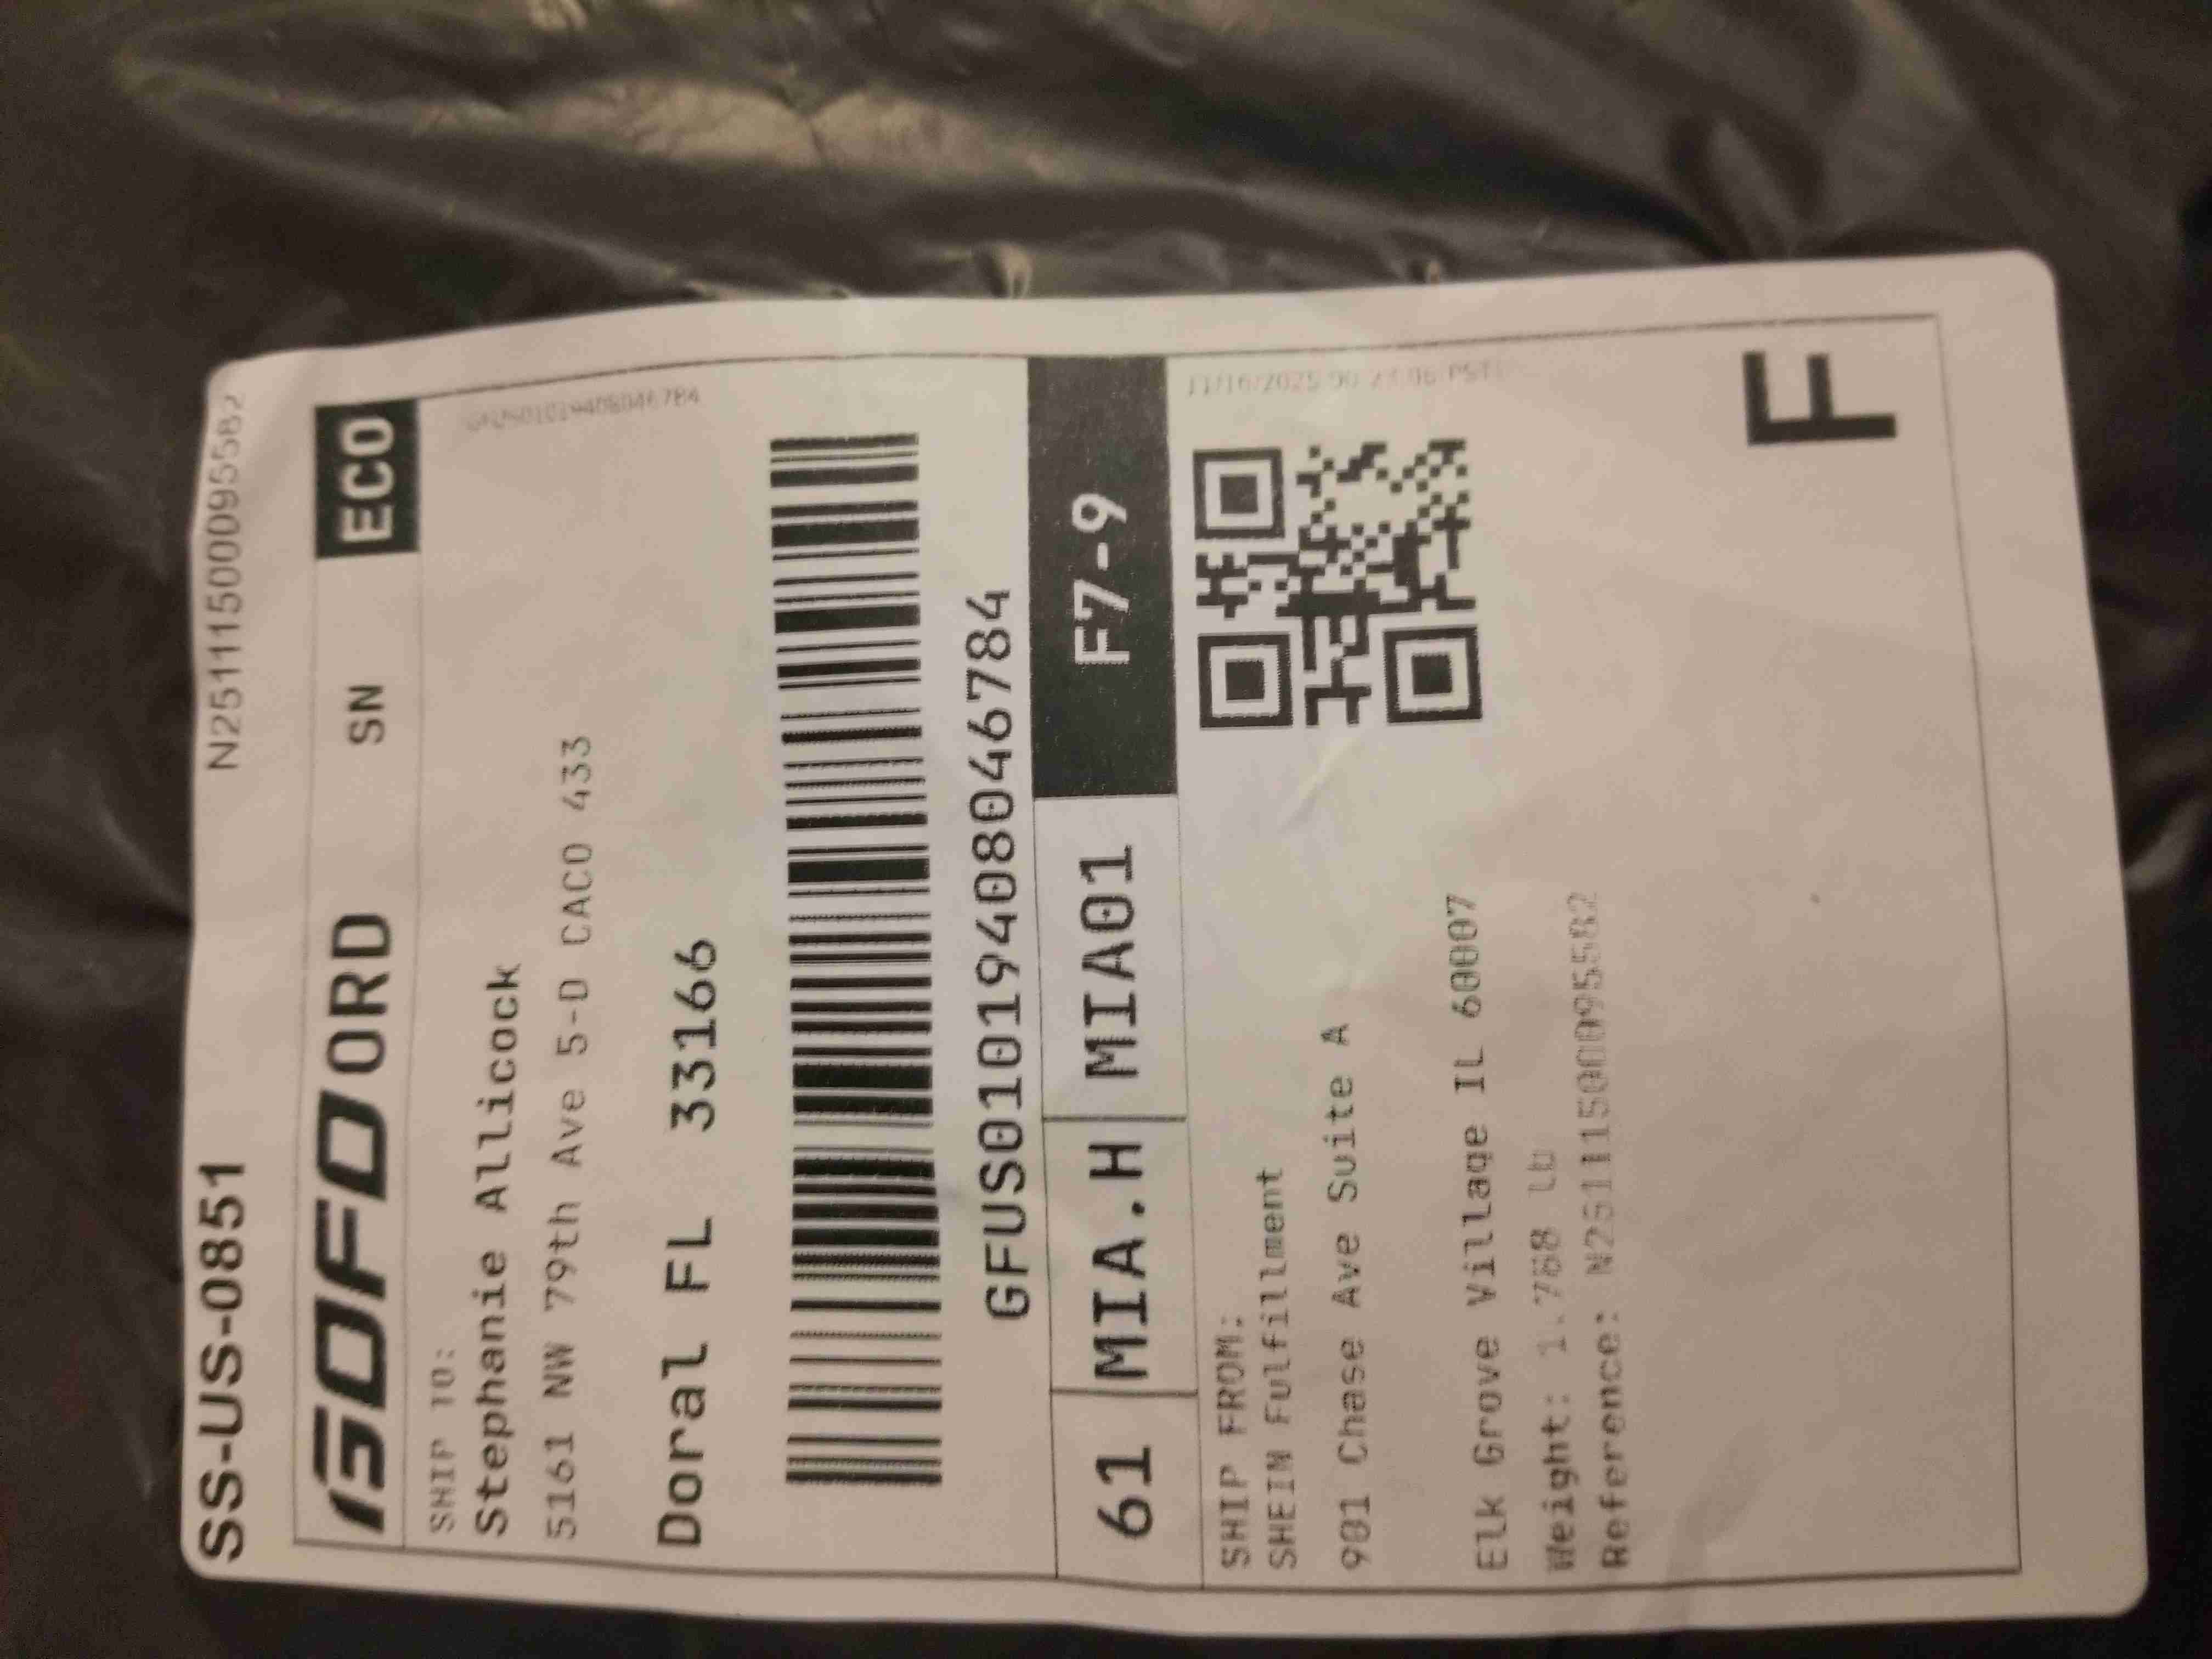 SS-US-0851 N25111500095582
GOFO ORD SN ECO
GFUS01019408046784
SHIP TO:
Stephanie Allicock
5161 NW 79th Ave 5-D CACO 433
Doral FL 33166
GFUS01019408046784
61 MIA.H MIA01 F7-9
SHIP FROM:
SHEIN Fulfillment
901 Chase Ave Suite A
Elk Grove Village IL 60007
Weight: 1.768 lb
Reference: N25111500095582
F